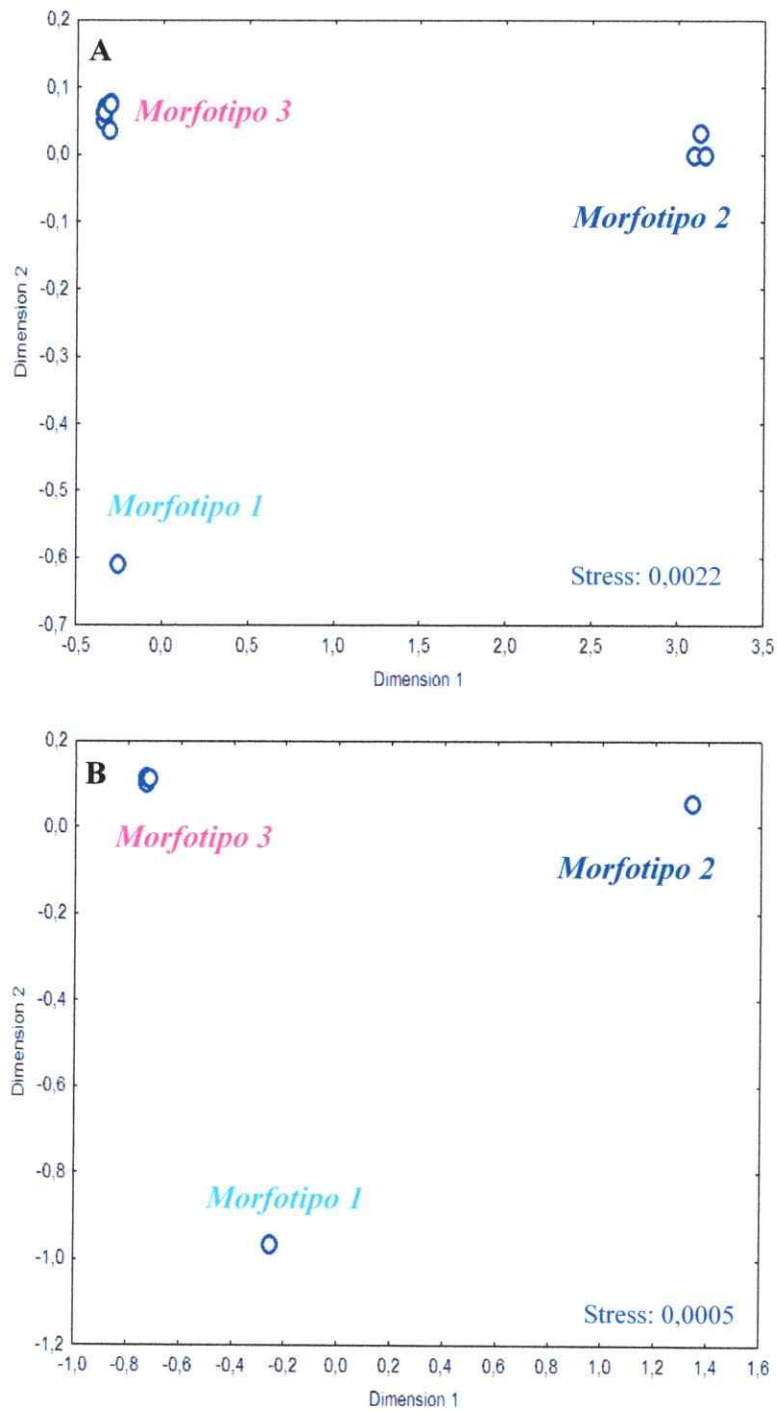 A
0,2
0,1
0,0
-0,1
-0,2
-0,3
-0,4
-0,5
-0,6
-0,7
Dimension 2
Morfotipo 3
Morfotipo 2
Morfotipo 1
Stress: 0,0022
-0,5 0,0 0,5 1,0 1,5 2,0 2,5 3,0 3,5
Dimension 1
B
0,2
0,0
-0,2
-0,4
-0,6
-0,8
-1,0
-1,2
Dimension 2
Morfotipo 3
Morfotipo 2
Morfotipo 1
Stress: 0,0005
-1,0 -0,8 -0,6 -0,4 -0,2 0,0 0,2 0,4 0,6 0,8 1,0 1,2 1,4 1,6
Dimension 1